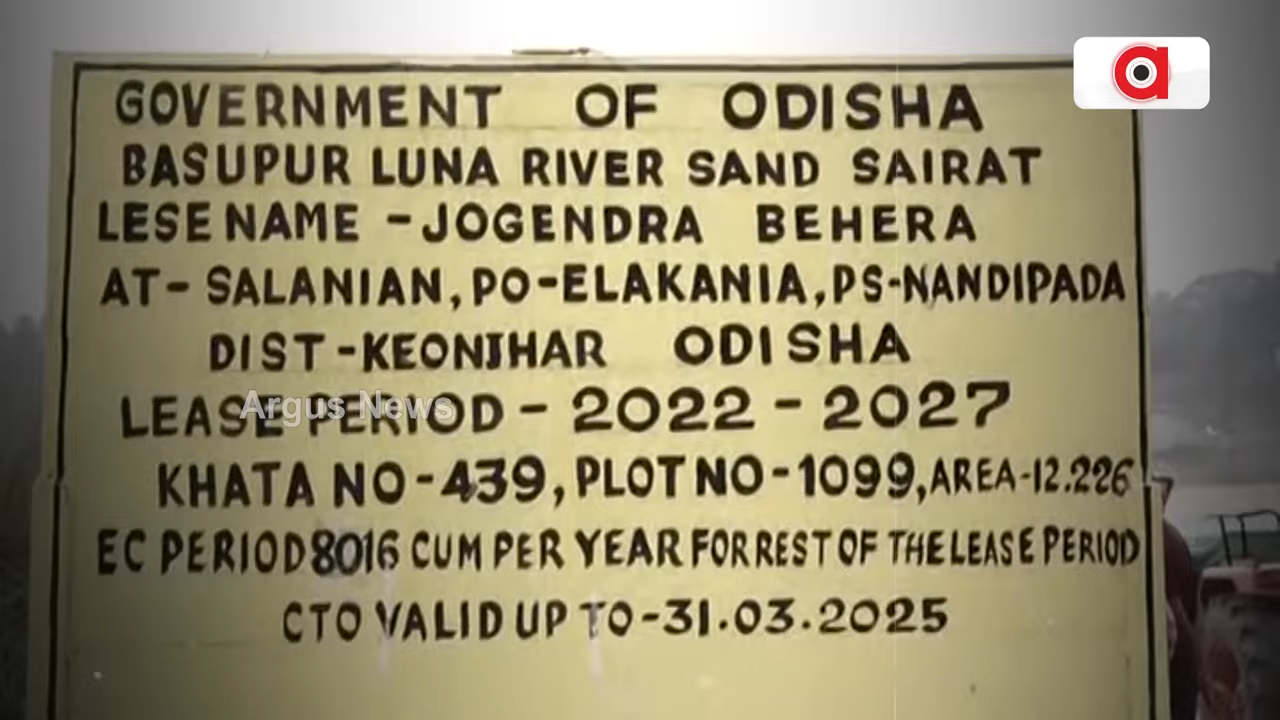 GOVERNMENT OF ODISHA
BASUPUR LUNA RIVER SAND SAIRAT
LESE NAME - JOGENDRA BEHERA
AT- SALANIAN, PO-ELAKANIA, PS-NANDIPADA
DIST - KEONJHAR ODISHA
LEASE PERIOD - 2022 - 2027
Argus News
KHATA NO - 439, PLOT NO - 1099, AREA-12.226
EC PERIOD 8016 CUM PER YEAR FOR REST OF THE LEASE PERIOD
CTO VALID UP TO - 31.03.2025